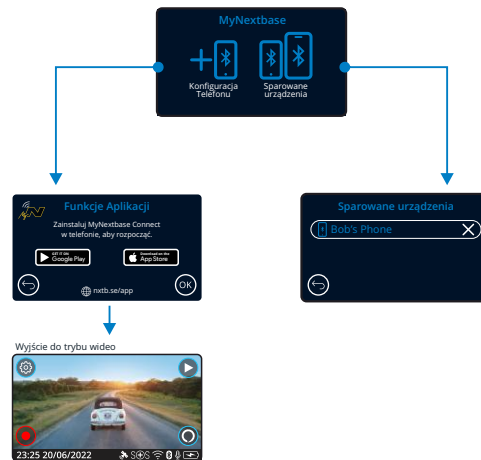 MyNextbase
Konfiguracja
Telefonu
Sparowane
urządzenia
Funkcje Aplikacji
Zainstaluj MyNextbase Connect
w telefonie, aby rozpocząć.
GET IT ON
Google Play
Download on the
App Store
nxtb.se/app
OK
Sparowane urządzenia
Bob's Phone
Wyjście do trybu wideo
23:25 20/06/2022